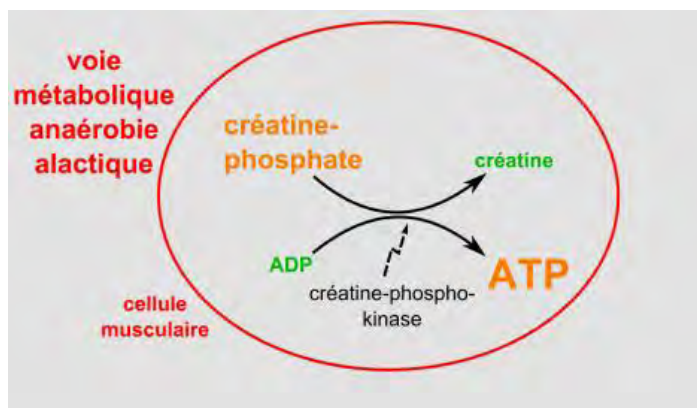 voie
métabolique
anaérobie
alactique
créatine-
phosphate
créatine
ADP
ATP
créatine-phospho-
kinase
cellule
musculaire